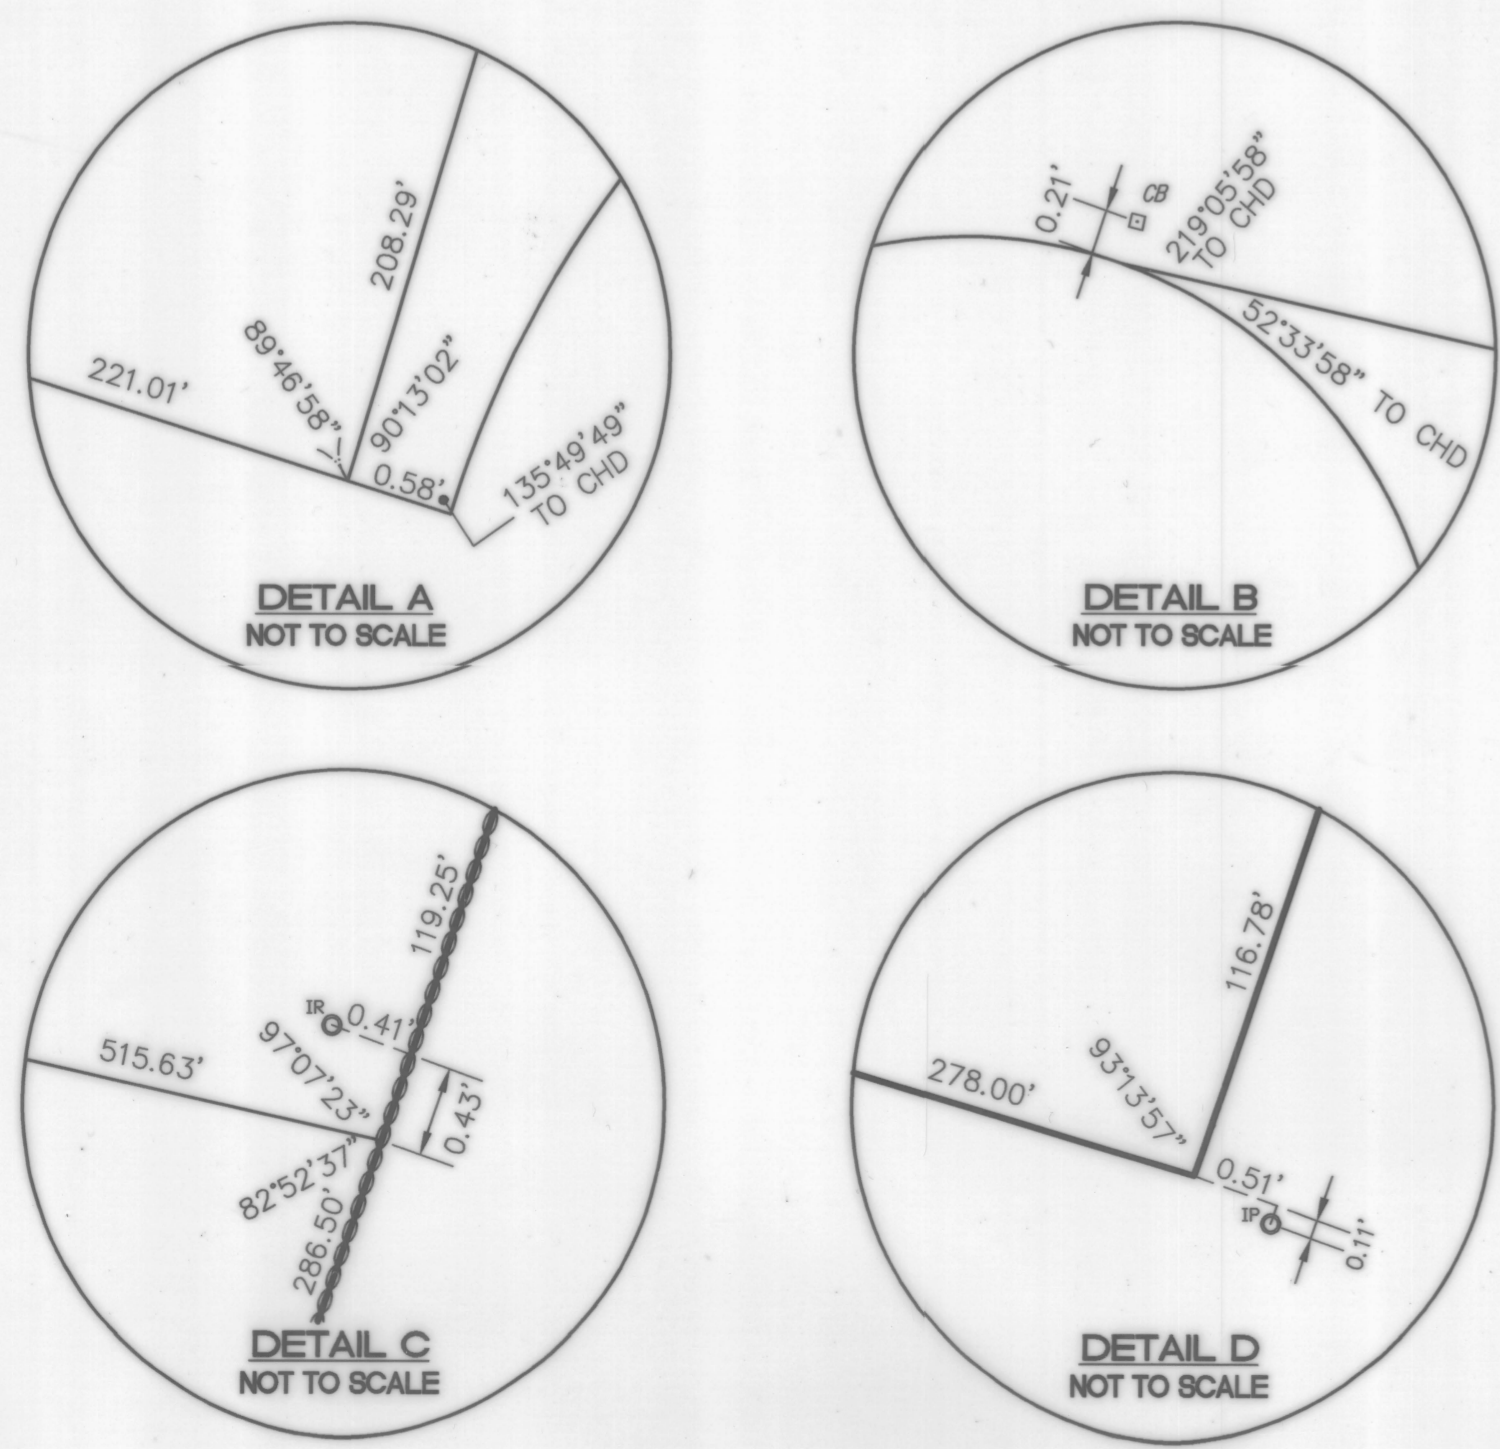 208.29'
221.01'
89°46'58"
90°13'02"
0.58'
135°49'49"
TO CHD
DETAIL A
NOT TO SCALE
0.21'
CB
219°05'58"
TO CHD
52°33'58" TO CHD
DETAIL B
NOT TO SCALE
119.25'
IR
0.41'
97°07'23"
515.63'
0.43'
82°52'37"
286.50'
DETAIL C
NOT TO SCALE
116.78'
278.00'
93°13'57"
0.51'
IP
0.11'
DETAIL D
NOT TO SCALE